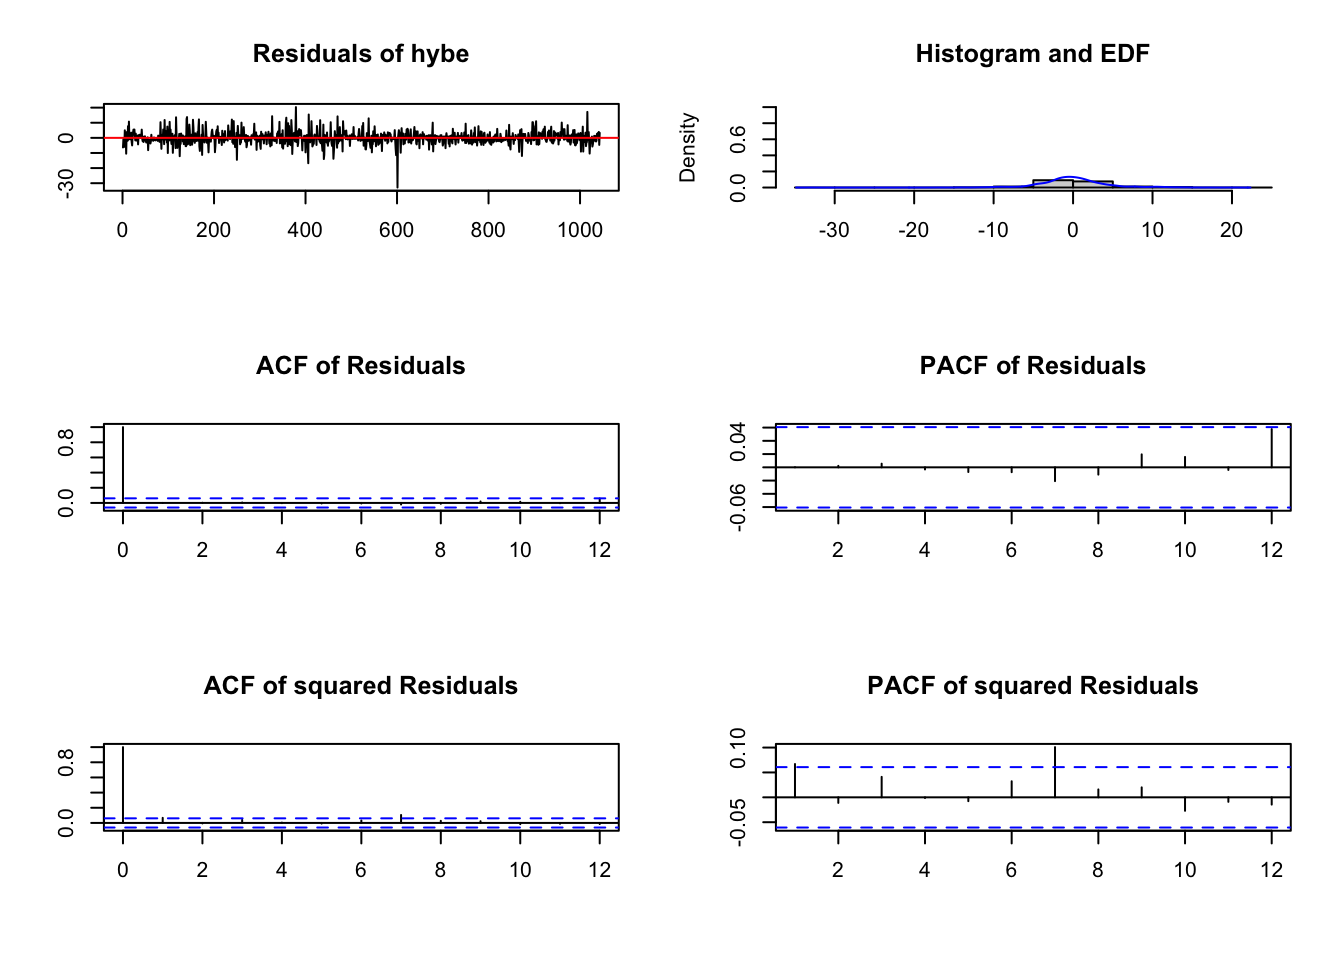 Residuals of hybe
0
-30
0 200 400 600 800 1000
Histogram and EDF
Density
0.6
0.0
-30 -20 -10 0 10 20
ACF of Residuals
0.8
0.0
0 2 4 6 8 10 12
PACF of Residuals
0.04
-0.06
2 4 6 8 10 12
ACF of squared Residuals
0.8
0.0
0 2 4 6 8 10 12
PACF of squared Residuals
0.10
-0.05
2 4 6 8 10 12